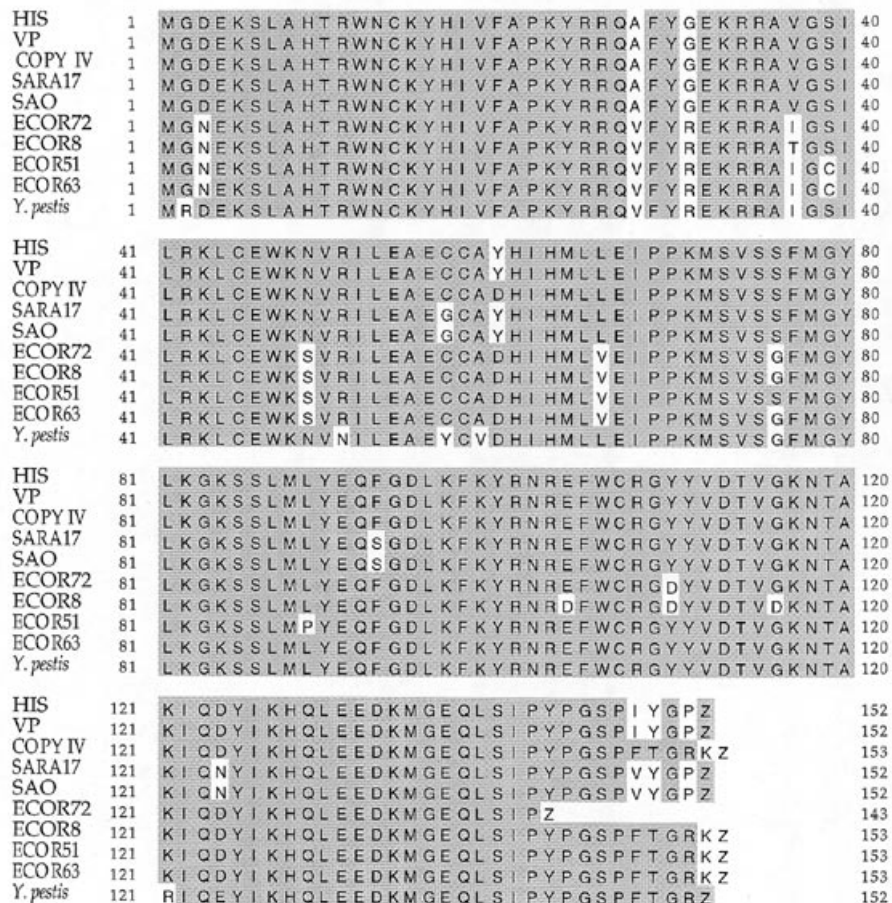 HIS 1 MGDEKSLAHTRWNCKYHIVFAPKYRRQAFYGEKRRAVGSI 40
VP 1 MGDEKSLAHTRWNCKYHIVFAPKYRRQAFYGEKRRAVGSI 40
COPY IV 1 MGDEKSLAHTRWNCKYHIVFAPKYRRQAFYGEKRRAVGSI 40
SARA17 1 MGDEKSLAHTRWNCKYHIVFAPKYRRQAFYGEKRRAVGSI 40
SAO 1 MGDEKSLAHTRWNCKYHIVFAPKYRRQAFYGEKRRAVGSI 40
ECOR72 1 MGNEKSLAHTRWNCKYHIVFAPKYRRQVFYREKRRAIGSI 40
ECOR8 1 MGNEKSLAHTRWNCKYHIVFAPKYRRQVFYREKRRATGSI 40
ECOR51 1 MGNEKSLAHTRWNCKYHIVFAPKYRRQVFYREKRRAIGCI 40
ECOR63 1 MGNEKSLAHTRWNCKYHIVFAPKYRRQVFYREKRRAIGCI 40
Y. pestis 1 MRDEKSLAHTRWNCKYHIVFAPKYRRQVFYREKRRAIGSI 40
HIS 41 LRKLCEWKNVRILEAECCAYHIHMLLEIPPKMSVSSFMGY 80
VP 41 LRKLCEWKNVRILEAECCAYHIHMLLEIPPKMSVSSFMGY 80
COPY IV 41 LRKLCEWKNVRILEAECCADHIHMLLEIPPKMSVSSFMGY 80
SARA17 41 LRKLCEWKNVRILEAEGCAYHIHMLLEIPPKMSVSSFMGY 80
SAO 41 LRKLCEWKNVRILEAEGCAYHIHMLLEIPPKMSVSSFMGY 80
ECOR72 41 LRKLCEWKSVRILEAECCADHIHMLVEIPPKMSVSGFMGY 80
ECOR8 41 LRKLCEWKSVRILEAECCADHIHMLVEIPPKMSVSGFMGY 80
ECOR51 41 LRKLCEWKSVRILEAECCADHIHMLVEIPPKMSVSSFMGY 80
ECOR63 41 LRKLCEWKSVRILEAECCADHIHMLVEIPPKMSVSGFMGY 80
Y. pestis 41 LRKLCEWKNVNILEAEYCVDHIHMLLEIPPKMSVSGFMGY 80
HIS 81 LKGKSSLMLYEQFGDLKFKYRNREFWCRGYYVDTVGKNTA 120
VP 81 LKGKSSLMLYEQFGDLKFKYRNREFWCRGYYVDTVGKNTA 120
COPY IV 81 LKGKSSLMLYEQFGDLKFKYRNREFWCRGYYVDTVGKNTA 120
SARA17 81 LKGKSSLMLYEQSGDLKFKYRNREFWCRGYYVDTVGKNTA 120
SAO 81 LKGKSSLMLYEQSGDLKFKYRNREFWCRGYYVDTVGKNTA 120
ECOR72 81 LKGKSSLMLYEQFGDLKFKYRNREFWCRGDYVDTVGKNTA 120
ECOR8 81 LKGKSSLMLYEQFGDLKFKYRNRDFWCRGDYVDTVDKNTA 120
ECOR51 81 LKGKSSLMPYEQFGDLKFKYRNREFWCRGYYVDTVGKNTA 120
ECOR63 81 LKGKSSLMLYEQFGDLKFKYRNREFWCRGYYVDTVGKNTA 120
Y. pestis 81 LKGKSSLMLYEQFGDLKFKYRNREFWCRGYYVDTVGKNTA 120
HIS 121 KIQDYIKHQLEEDKMGEQLSIPYPGSPIYGPZ 152
VP 121 KIQDYIKHQLEEDKMGEQLSIPYPGSPIYGPZ 152
COPY IV 121 KIQDYIKHQLEEDKMGEQLSIPYPGSPFTGRKZ 153
SARA17 121 KIQNYIKHQLEEDKMGEQLSIPYPGSPVYGPZ 152
SAO 121 KIQNYIKHQLEEDKMGEQLSIPYPGSPVYGPZ 152
ECOR72 121 KIQDYIKHQLEEDKMGEQLSIPZ 143
ECOR8 121 KIQDYIKHQLEEDKMGEQLSIPYPGSPFTGRKZ 153
ECOR51 121 KIQDYIKHQLEEDKMGEQLSIPYPGSPFTGRKZ 153
ECOR63 121 KIQDYIKHQLEEDKMGEQLSIPYPGSPFTGRKZ 153
Y. pestis 121 RIQEYIKHQLEEDKMGEQLSIPYPGSPFTGRZ 152